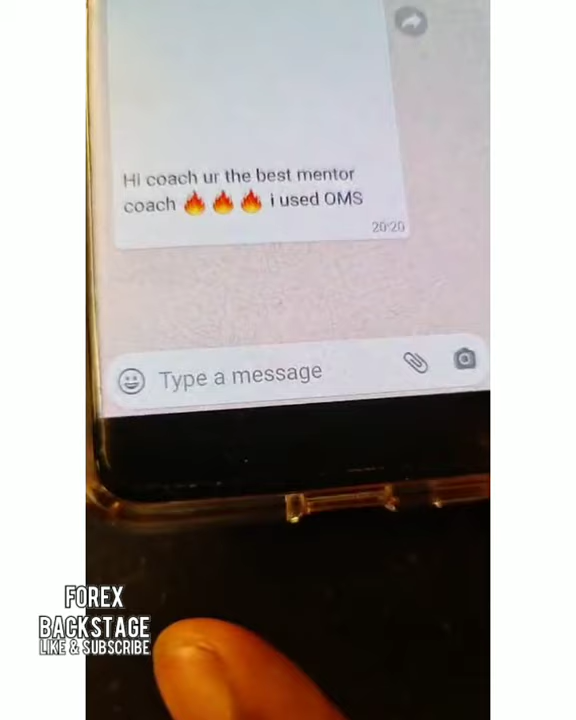 Hi coach ur the best mentor
coach 🔥🔥🔥 i used OMS
20:20
Type a message
FOREX
BACKSTAGE
LIKE & SUBSCRIBE